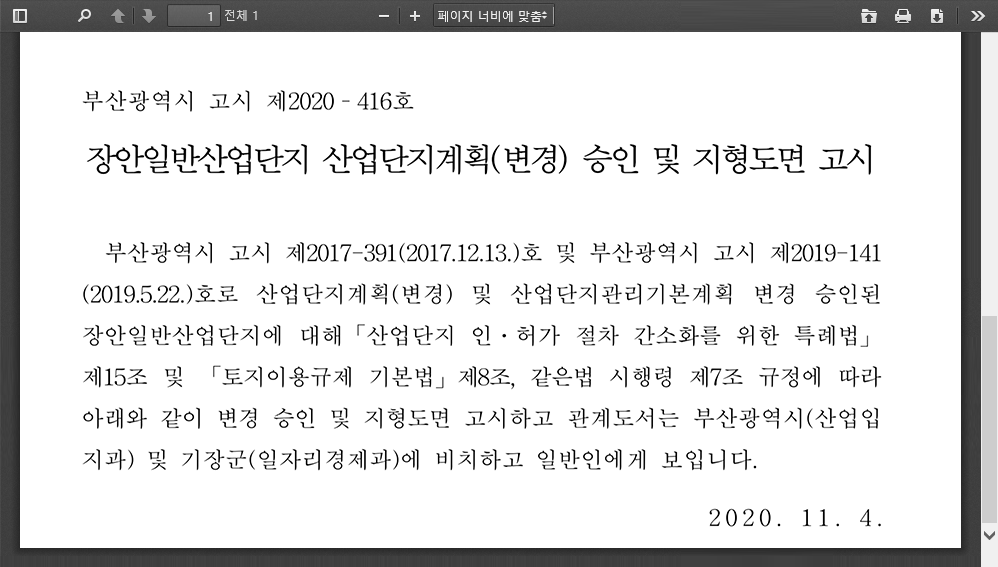 1 전체 1 페이지 너비에 맞춤
부산광역시 고시 제2020 - 416호
장안일반산업단지 산업단지계획(변경) 승인 및 지형도면 고시
부산광역시 고시 제2017-391(2017.12.13.)호 및 부산광역시 고시 제2019-141
(2019.5.22.)호로 산업단지계획(변경) 및 산업단지관리기본계획 변경 승인된
장안일반산업단지에 대해「산업단지 인·허가 절차 간소화를 위한 특례법」
제15조 및 「토지이용규제 기본법」제8조, 같은법 시행령 제7조 규정에 따라
아래와 같이 변경 승인 및 지형도면 고시하고 관계도서는 부산광역시(산업입
지과) 및 기장군(일자리경제과)에 비치하고 일반인에게 보입니다.
2020. 11. 4.